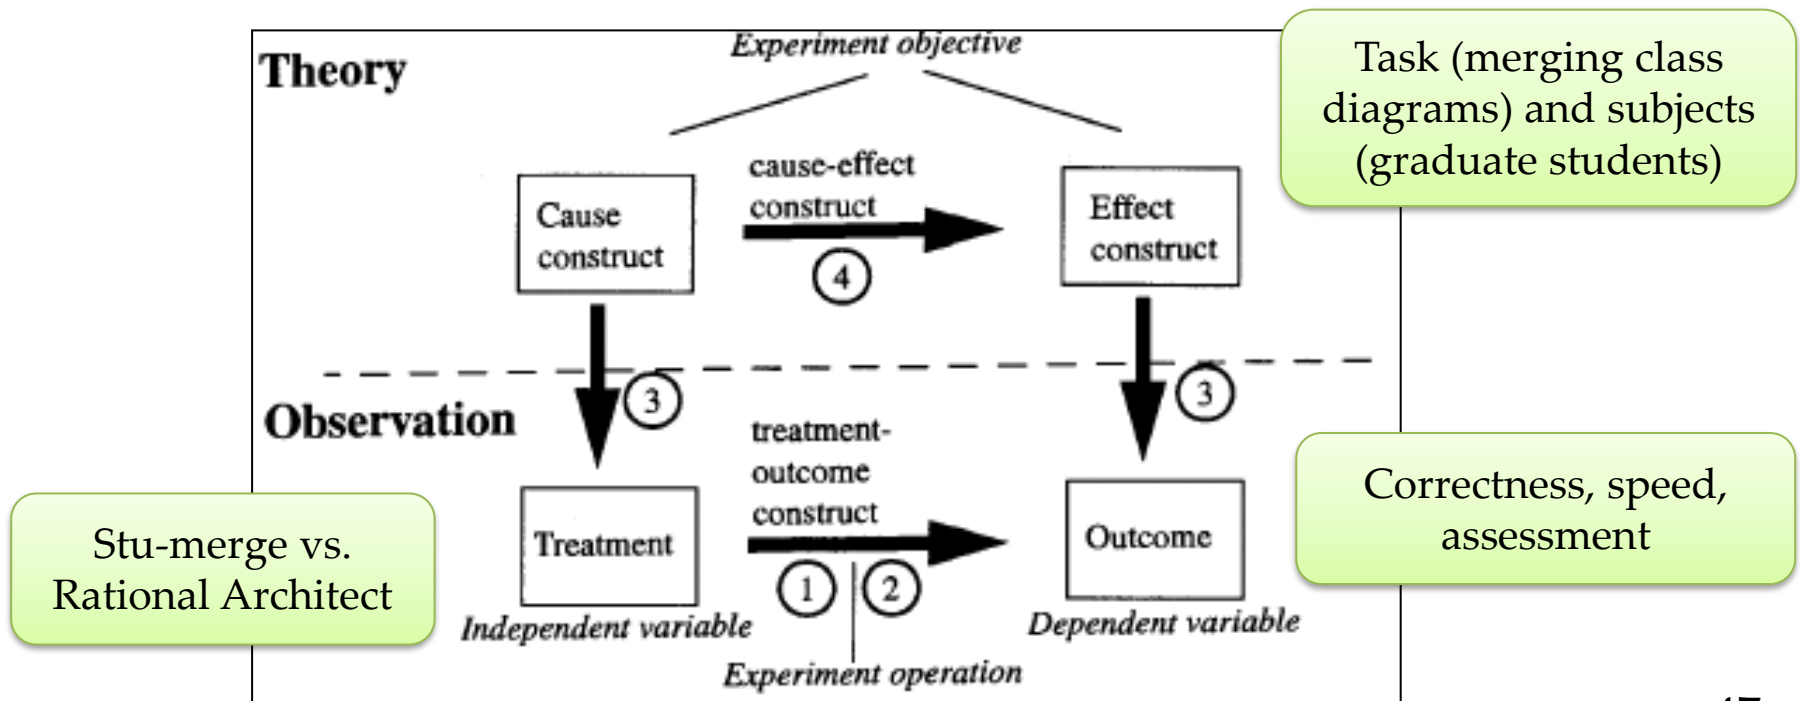 Experiment objective
Theory
Task (merging class
diagrams) and subjects
(graduate students)
cause-effect
construct
Cause
construct
Effect
construct
4
3
3
Observation
treatment-
outcome
construct
Correctness, speed,
assessment
Stu-merge vs.
Rational Architect
Treatment
Outcome
1
2
Independent variable
Dependent variable
Experiment operation